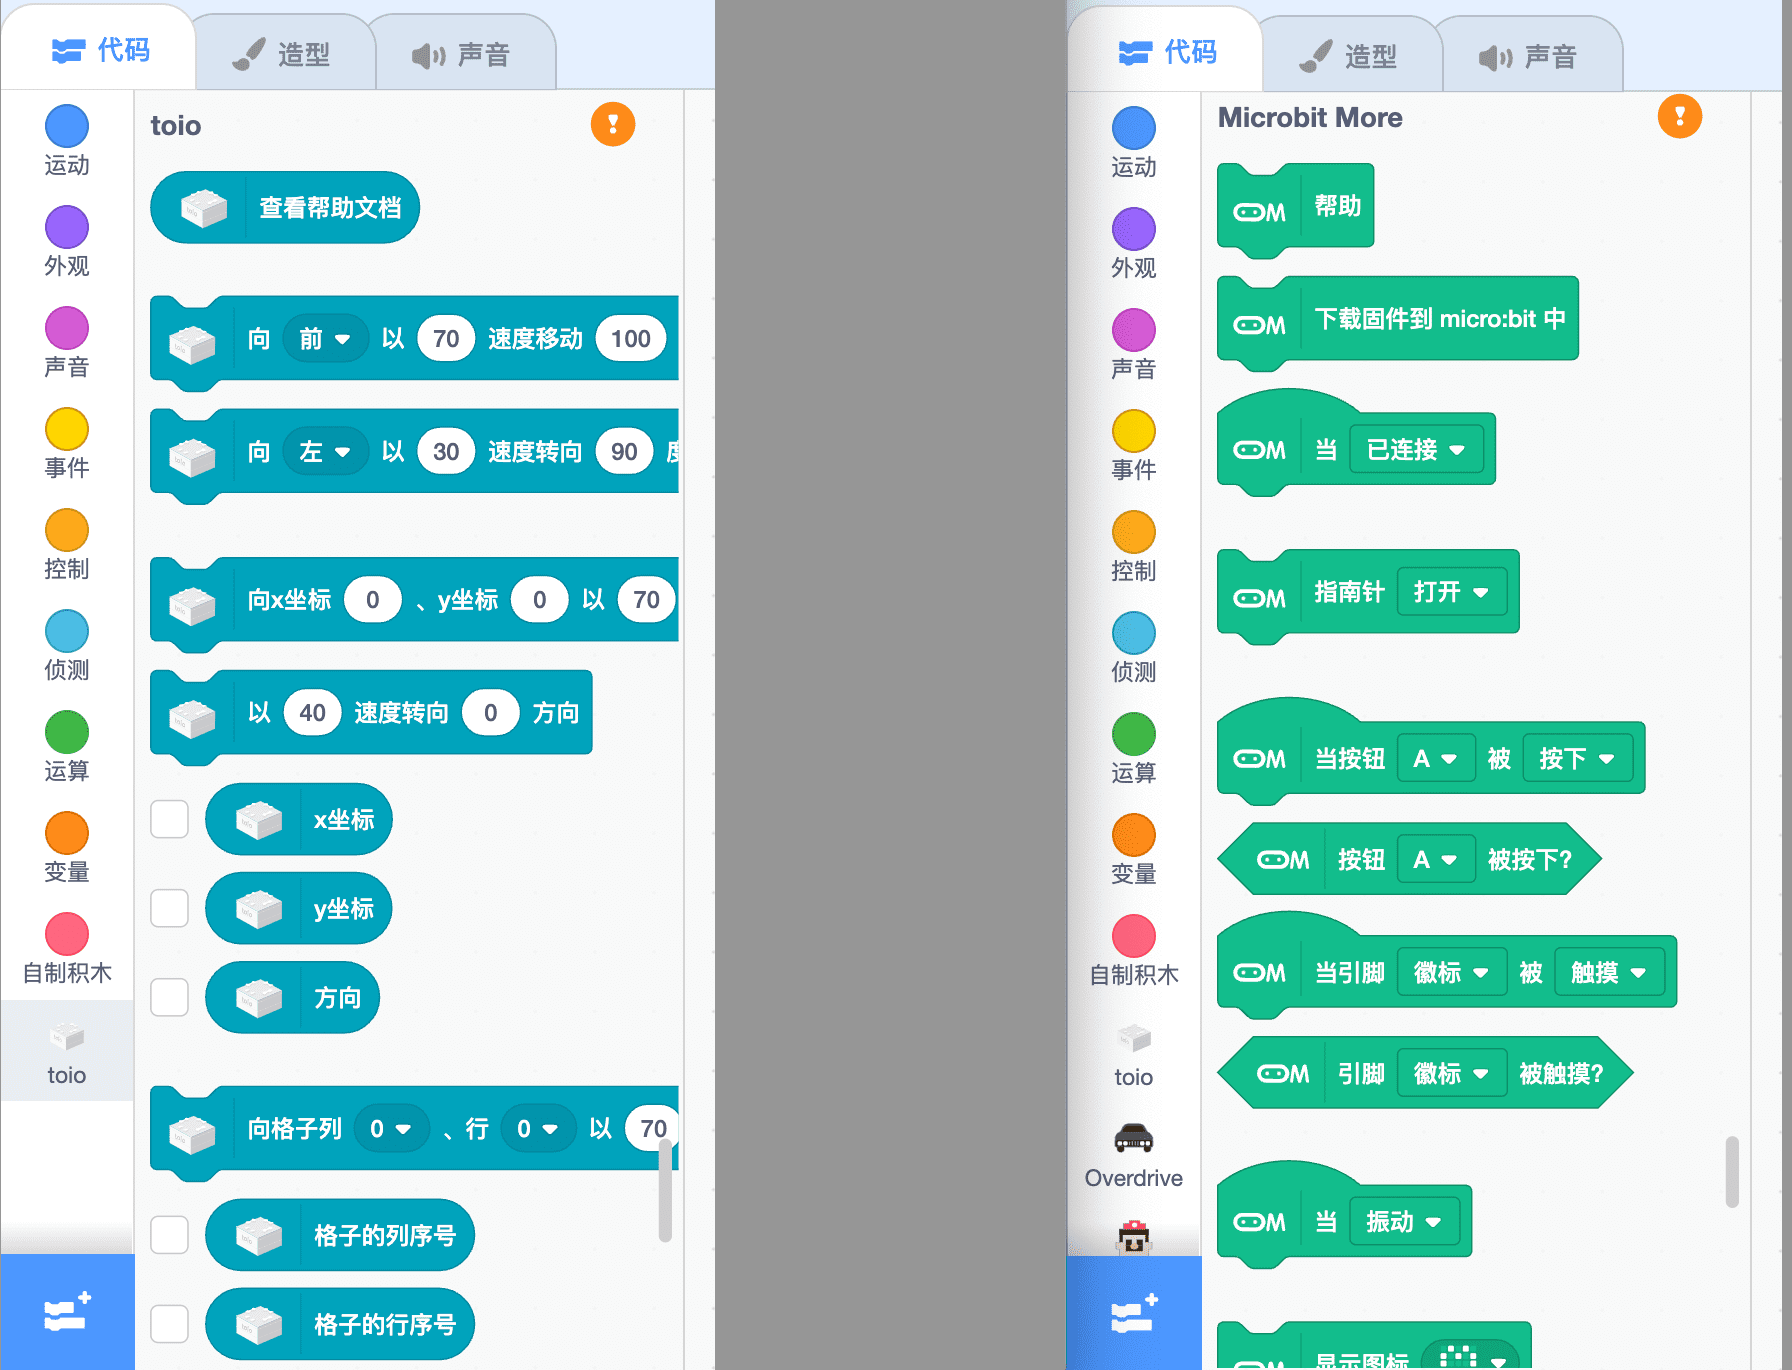 代码
造型
声音
运动
外观
声音
事件
控制
侦测
运算
变量
自制积木
toio
toio
查看帮助文档
向 前 以 70 速度移动 100
向 左 以 30 速度转向 90 度
向x坐标 0 、y坐标 0 以 70
以 40 速度转向 0 方向
x坐标
y坐标
方向
向格子列 0 、行 0 以 70
格子的列序号
格子的行序号
代码
造型
声音
运动
外观
声音
事件
控制
侦测
运算
变量
自制积木
toio
Overdrive
Microbit More
M 帮助
M 下载固件到 micro:bit 中
M 当 已连接
M 指南针 打开
M 当按钮 A 被 按下
M 按钮 A 被按下?
M 当引脚 徽标 被 触摸
M 引脚 徽标 被触摸?
M 当 振动
M 显示图标